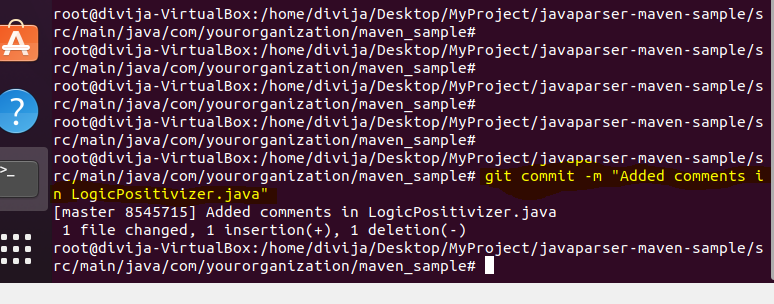 root@divija-VirtualBox:/home/divija/Desktop/MyProject/javaparser-maven-sample/s
rc/main/java/com/yourorganization/maven_sample#
root@divija-VirtualBox:/home/divija/Desktop/MyProject/javaparser-maven-sample/s
rc/main/java/com/yourorganization/maven_sample#
root@divija-VirtualBox:/home/divija/Desktop/MyProject/javaparser-maven-sample/s
rc/main/java/com/yourorganization/maven_sample#
root@divija-VirtualBox:/home/divija/Desktop/MyProject/javaparser-maven-sample/s
rc/main/java/com/yourorganization/maven_sample#
root@divija-VirtualBox:/home/divija/Desktop/MyProject/javaparser-maven-sample/s
rc/main/java/com/yourorganization/maven_sample# git commit -m "Added comments i
n LogicPositivizer.java"
[master 8545715] Added comments in LogicPositivizer.java
 1 file changed, 1 insertion(+), 1 deletion(-)
root@divija-VirtualBox:/home/divija/Desktop/MyProject/javaparser-maven-sample/s
rc/main/java/com/yourorganization/maven_sample#